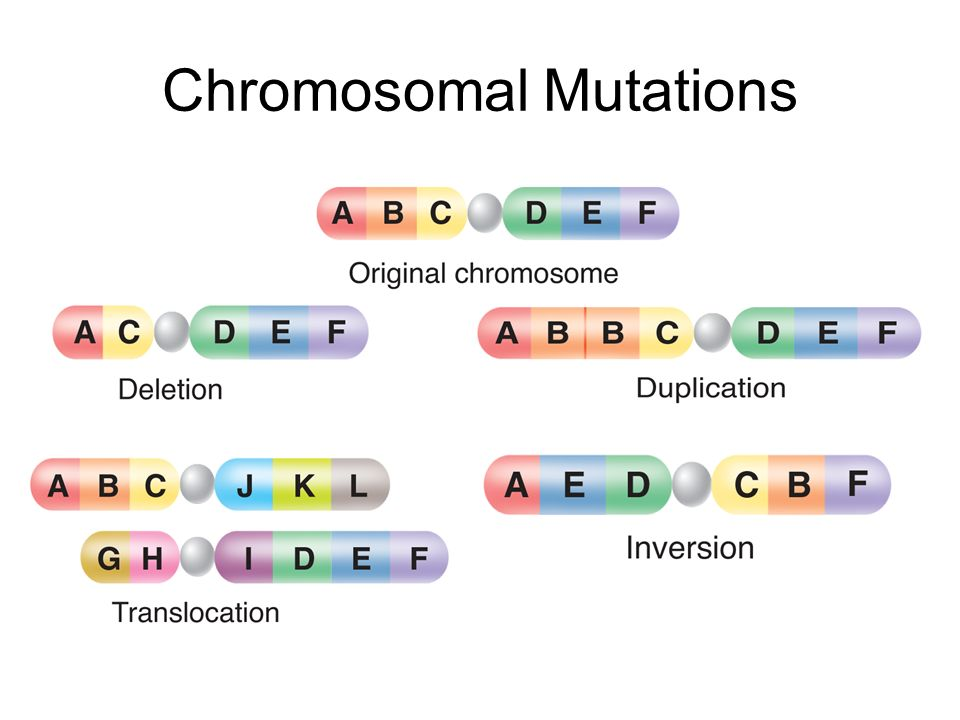 Chromosomal Mutations
A B C D E F
Original chromosome
A C D E F
Deletion
A B B C D E F
Duplication
A B C J K L
G H I D E F
Translocation
A E D C B F
Inversion